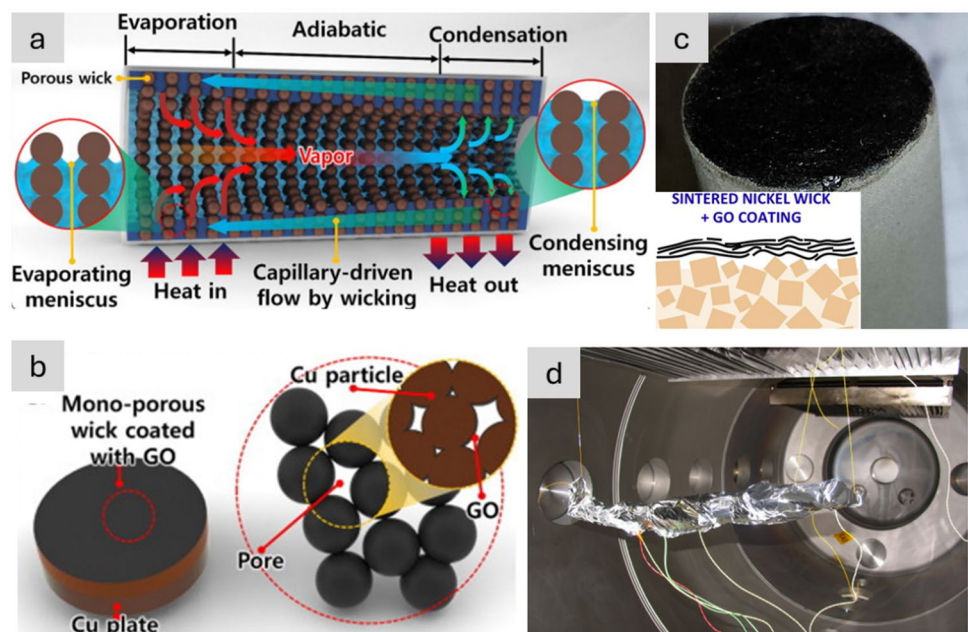 a
Evaporation
Adiabatic
Condensation
Porous wick
Vapor
Evaporating
meniscus
Heat in
Capillary-driven
flow by wicking
Heat out
Condensing
meniscus
c
SINTERED NICKEL WICK
+ GO COATING
b
Mono-porous
wick coated
with GO
Cu plate
Cu particle
GO
Pore
d